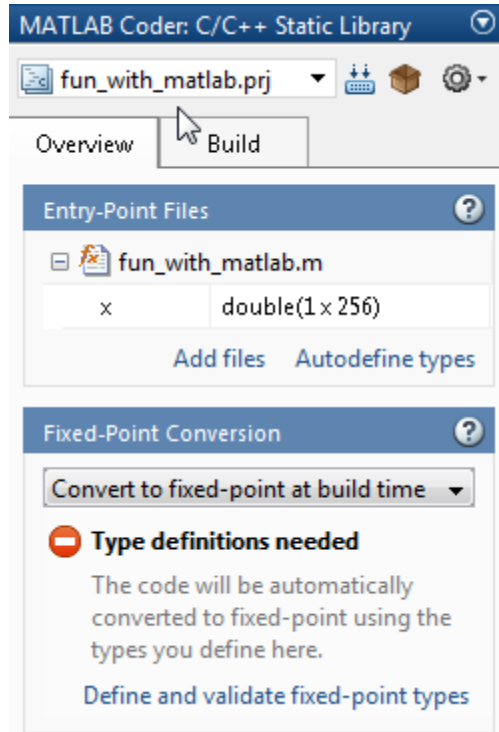 MATLAB Coder: C/C++ Static Library
fun_with_matlab.prj
Overview Build
Entry-Point Files ?
fun_with_matlab.m
x double(1 x 256)
Add files Autodefine types
Fixed-Point Conversion ?
Convert to fixed-point at build time
Type definitions needed
The code will be automatically
converted to fixed-point using the
types you define here.
Define and validate fixed-point types